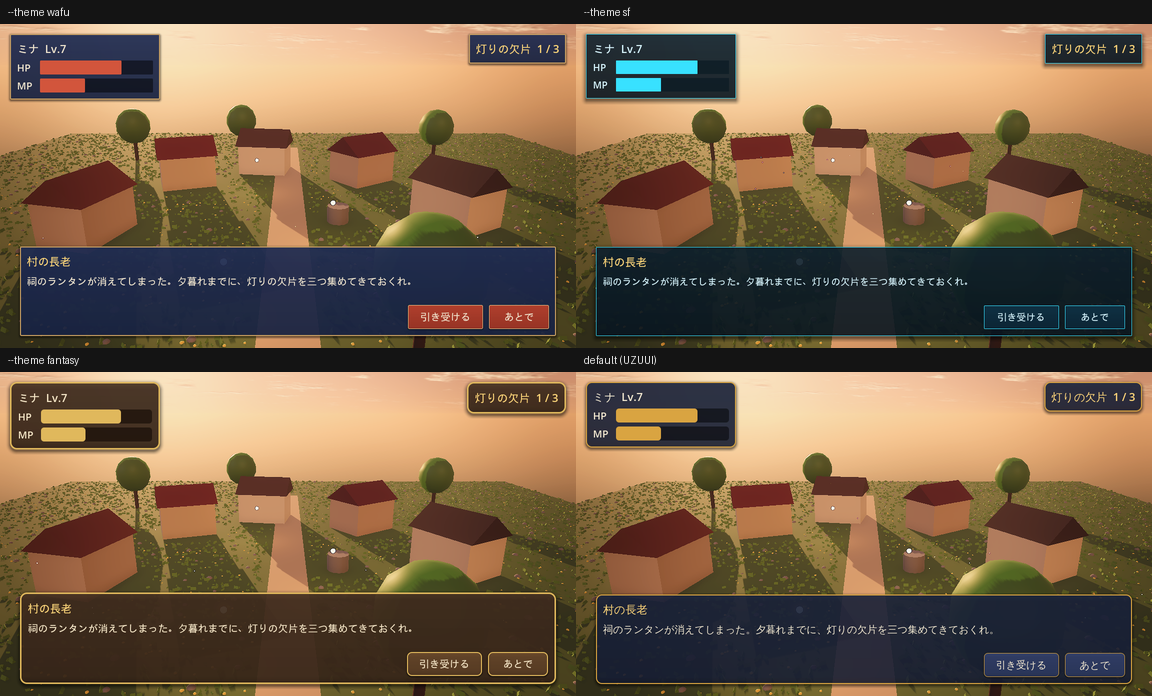 --theme wafu
ミナ Lv.7
HP
MP
灯りの欠片 1 / 3
村の長老
祠のランタンが消えてしまった。夕暮れまでに、灯りの欠片を三つ集めてきておくれ。
引き受ける
あとで
--theme sf
ミナ Lv.7
HP
MP
灯りの欠片 1 / 3
村の長老
祠のランタンが消えてしまった。夕暮れまでに、灯りの欠片を三つ集めてきておくれ。
引き受ける
あとで
--theme fantasy
ミナ Lv.7
HP
MP
灯りの欠片 1 / 3
村の長老
祠のランタンが消えてしまった。夕暮れまでに、灯りの欠片を三つ集めてきておくれ。
引き受ける
あとで
default (UZUUI)
ミナ Lv.7
HP
MP
灯りの欠片 1 / 3
村の長老
祠のランタンが消えてしまった。夕暮れまでに、灯りの欠片を三つ集めてきておくれ。
引き受ける
あとで